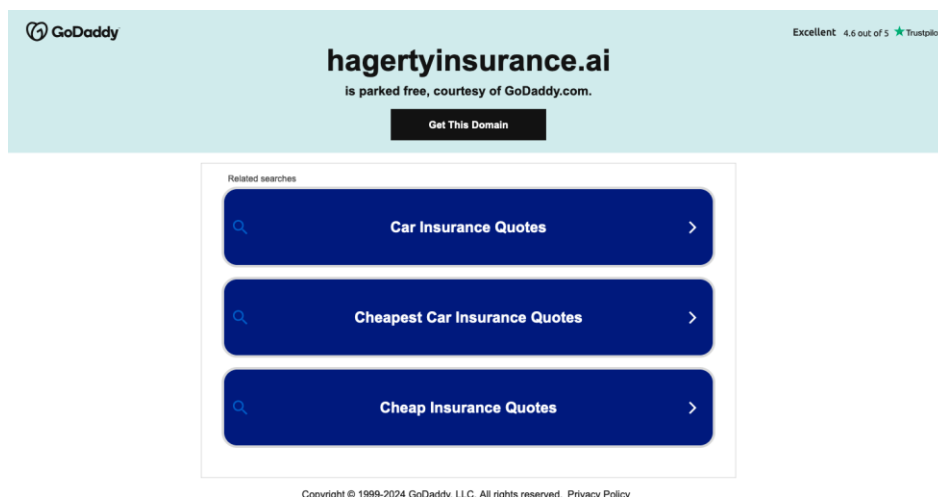 GoDaddy
Excellent 4.6 out of 5
hagertyinsurance.ai
is parked free, courtesy of GoDaddy.com.
Get This Domain
Related searches
Car Insurance Quotes
Cheapest Car Insurance Quotes
Cheap Insurance Quotes
Copyright © 1999-2024 GoDaddy, LLC. All rights reserved. Privacy Policy